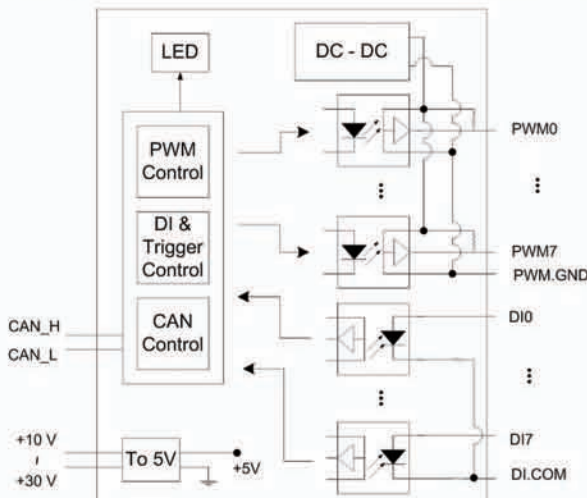 LED
DC - DC
PWM
Control
DI &
Trigger
Control
CAN
Control
CAN_H
CAN_L
+10 V
~
+30 V
To 5V
+5V
PWM0
PWM7
PWM.GND
DI0
DI7
DI.COM